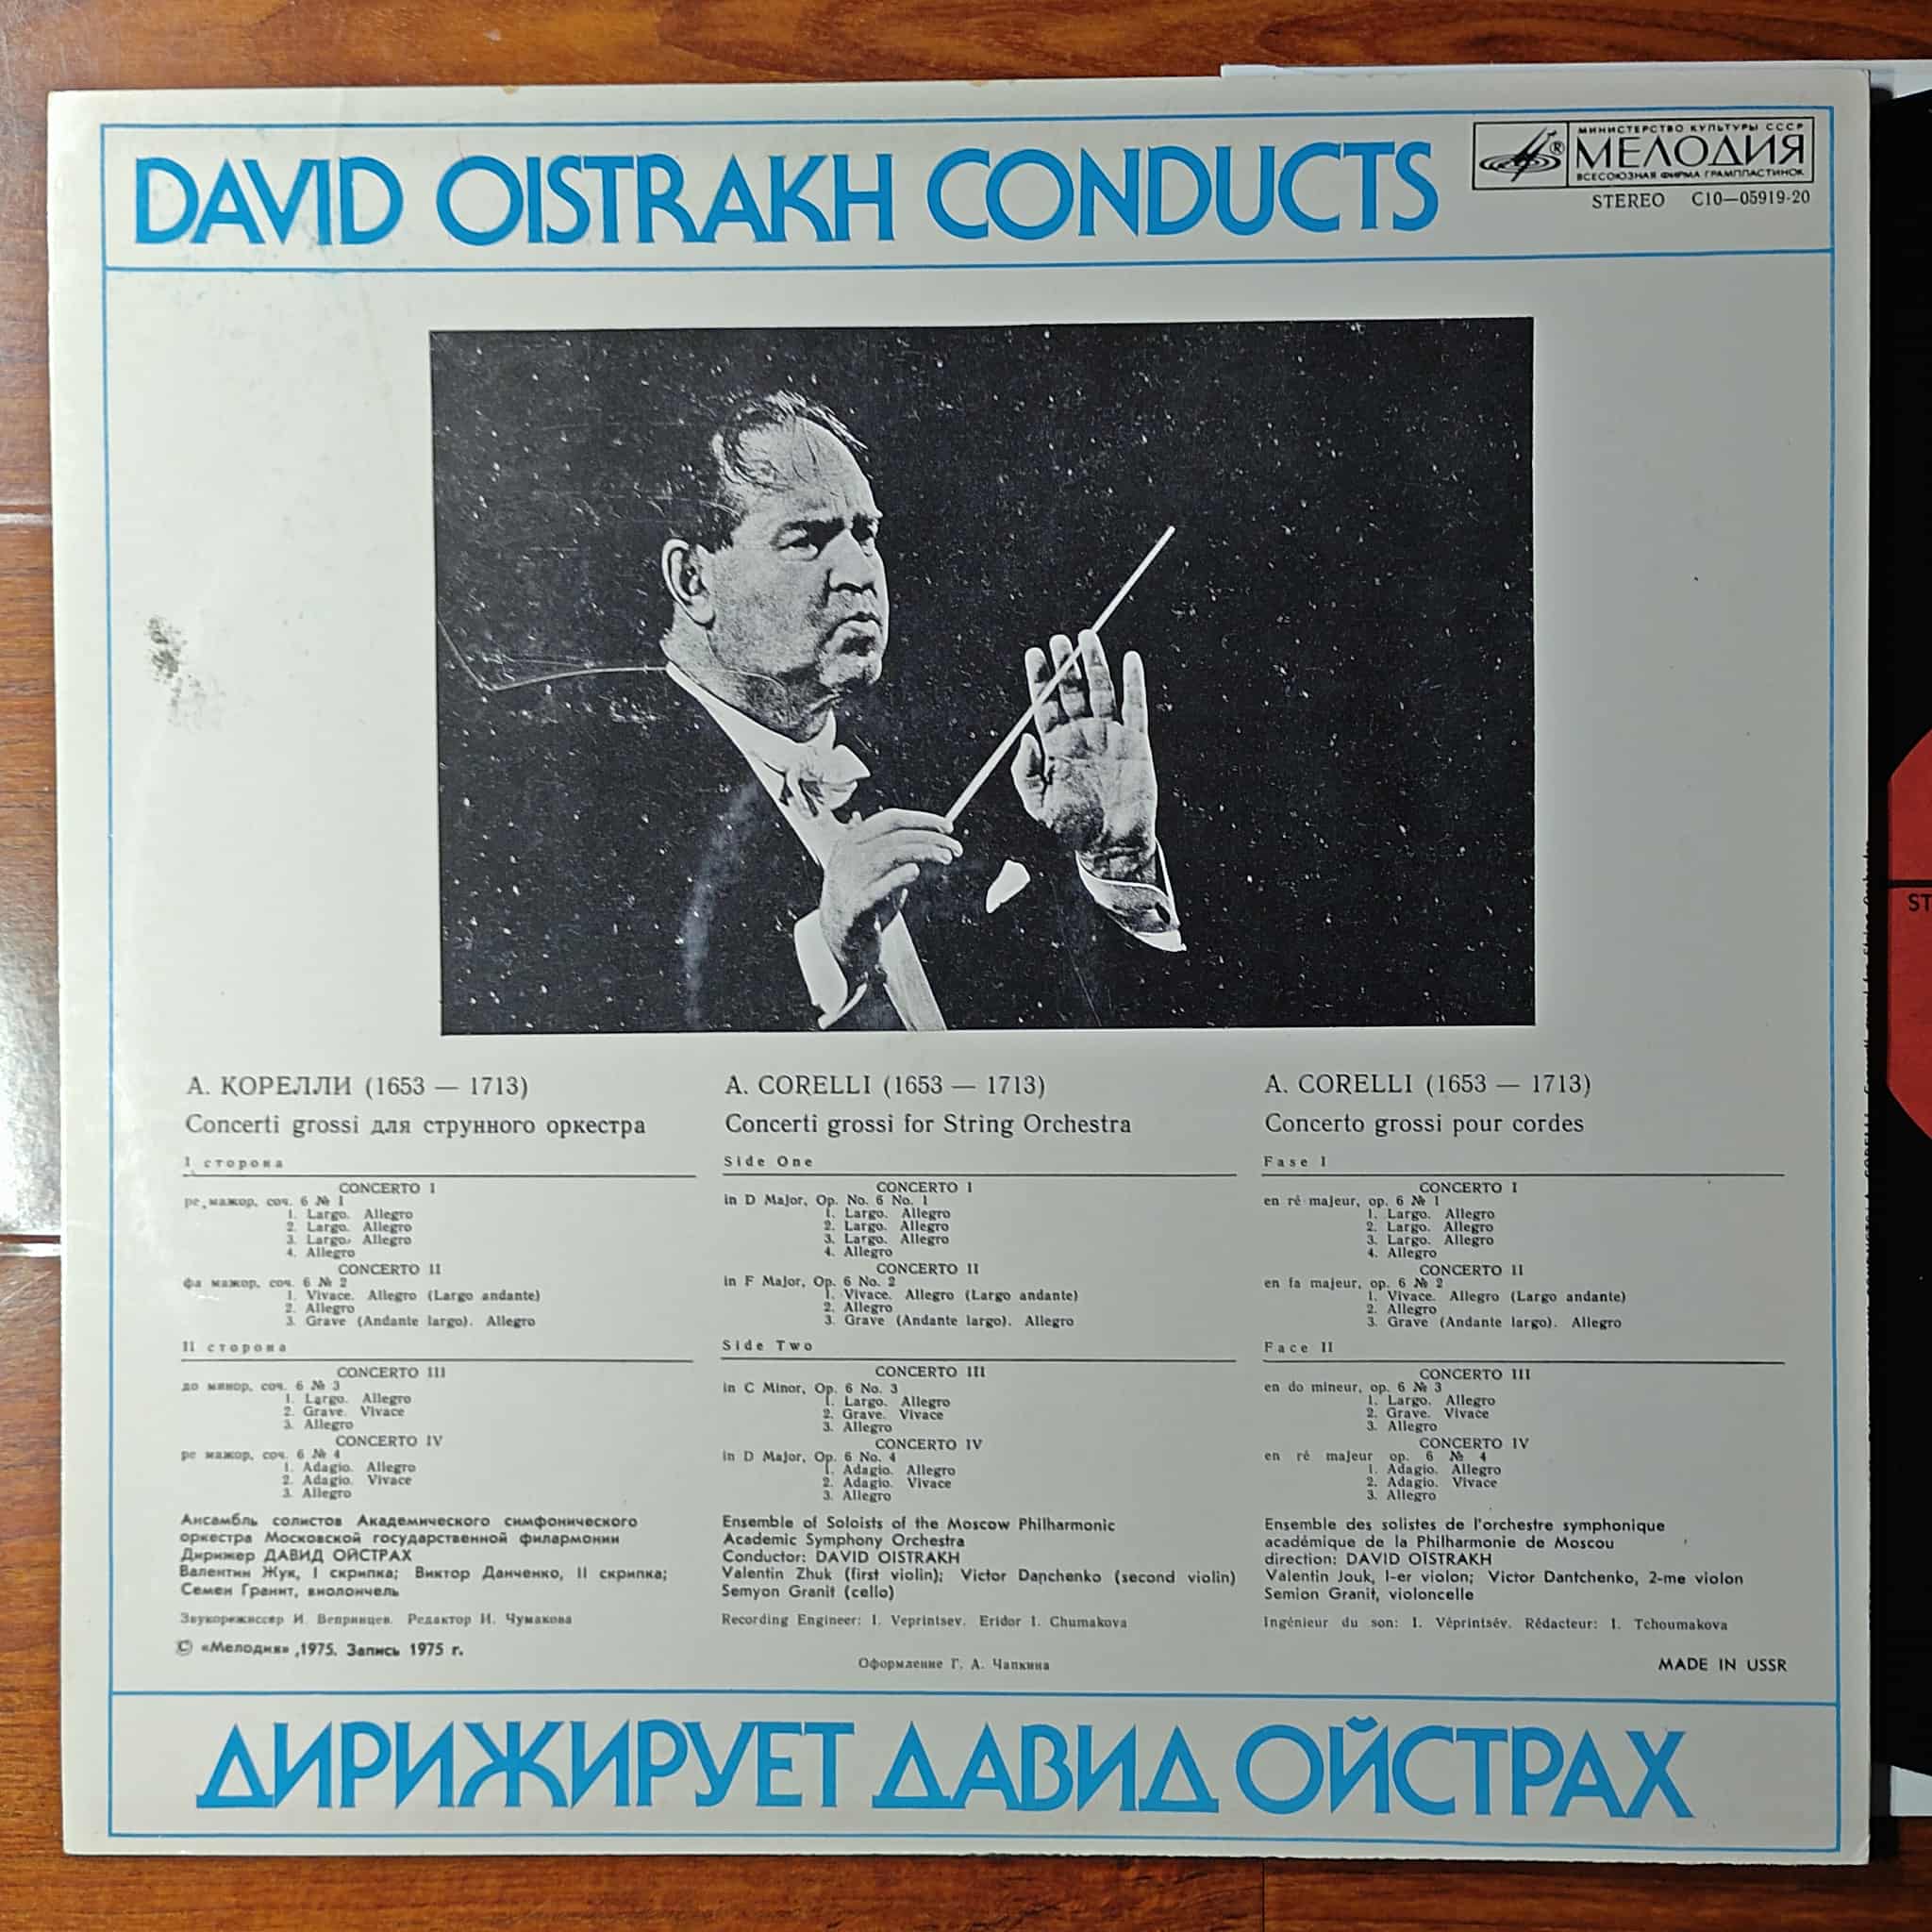 DAVID OISTRAKH CONDUCTS
МИНИСТЕРСТВО КУЛЬТУРЫ СССР
МЕЛОДИЯ
ВСЕСОЮЗНАЯ ФИРМА ГРАМПЛАСТИНОК
STEREO C10—05919-20
А. КОРЕЛЛИ (1653 — 1713)
Concerti grossi для струнного оркестра
I сторона
CONCERTO I
ре мажор, соч. 6 № 1
1. Largo. Allegro
2. Largo. Allegro
3. Largo. Allegro
4. Allegro
CONCERTO II
фа мажор, соч. 6 № 2
1. Vivace. Allegro (Largo andante)
2. Allegro
3. Grave (Andante largo). Allegro
II сторона
CONCERTO III
до минор, соч. 6 № 3
1. Largo. Allegro
2. Grave. Vivace
3. Allegro
CONCERTO IV
ре мажор, соч. 6 № 4
1. Adagio. Allegro
2. Adagio. Vivace
3. Allegro
Ансамбль солистов Академического симфонического
оркестра Московской государственной филармонии
Дирижер ДАВИД ОЙСТРАХ
Валентин Жук, I скрипка; Виктор Данченко, II скрипка;
Семен Гранит, виолончель
Звукорежиссер И. Вепринцев. Редактор И. Чумакова
© «Мелодия», 1975. Запись 1975 г.
A. CORELLI (1653 — 1713)
Concerti grossi for String Orchestra
Side One
CONCERTO I
in D Major, Op. No. 6 No. 1
1. Largo. Allegro
2. Largo. Allegro
3. Largo. Allegro
4. Allegro
CONCERTO II
in F Major, Op. 6 No. 2
1. Vivace. Allegro (Largo andante)
2. Allegro
3. Grave (Andante largo). Allegro
Side Two
CONCERTO III
in C Minor, Op. 6 No. 3
1. Largo. Allegro
2. Grave. Vivace
3. Allegro
CONCERTO IV
in D Major, Op. 6 No. 4
1. Adagio. Allegro
2. Adagio. Vivace
3. Allegro
Ensemble of Soloists of the Moscow Philharmonic
Academic Symphony Orchestra
Conductor: DAVID OISTRAKH
Valentin Zhuk (first violin); Victor Danchenko (second violin)
Semyon Granit (cello)
Recording Engineer: I. Veprintsev. Eridor I. Chumakova
Оформление Г. А. Чапкина
A. CORELLI (1653 — 1713)
Concerto grossi pour cordes
Fase I
CONCERTO I
en ré majeur, op. 6 № 1
1. Largo. Allegro
2. Largo. Allegro
3. Largo. Allegro
4. Allegro
CONCERTO II
en fa majeur, op. 6 № 2
1. Vivace. Allegro (Largo andante)
2. Allegro
3. Grave (Andante largo). Allegro
Face II
CONCERTO III
en do mineur, op. 6 № 3
1. Largo. Allegro
2. Grave. Vivace
3. Allegro
CONCERTO IV
en ré majeur op. 6 № 4
1. Adagio. Allegro
2. Adagio. Vivace
3. Allegro
Ensemble des solistes de l'orchestre symphonique
académique de la Philharmonie de Moscou
direction: DAVID OÏSTRAKH
Valentin Jouk, I-er violon; Victor Dantchenko, 2-me violon
Semion Granit, violoncelle
Ingénieur du son: I. Véprintsév. Rédacteur: I. Tchoumakova
MADE IN USSR
ДИРИЖИРУЕТ ДАВИД ОЙСТРАХ
ST